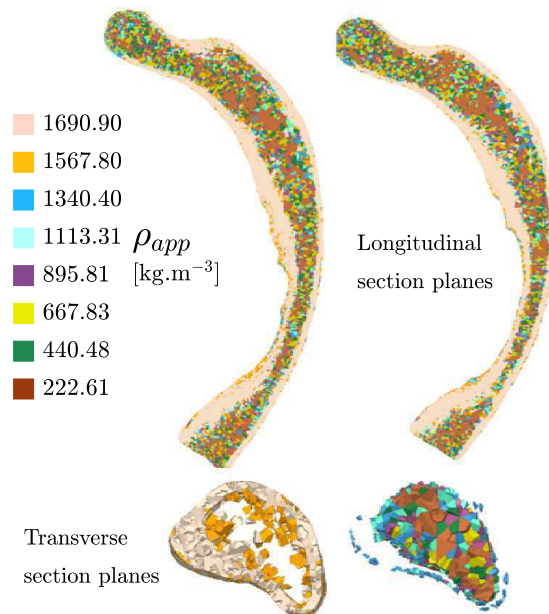 1690.90
1567.80
1340.40
1113.31
895.81
667.83
440.48
222.61
ρapp
[kg.m−3]
Longitudinal
section planes
Transverse
section planes